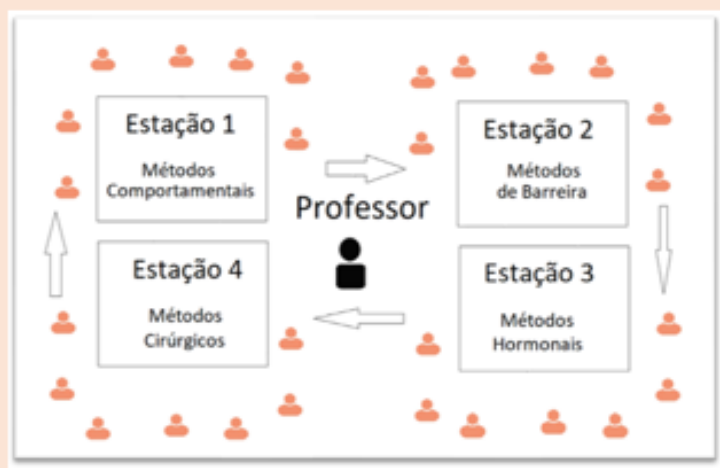 Estação 1
Métodos
Comportamentais
Estação 2
Métodos
de Barreira
Professor
Estação 4
Métodos
Cirúrgicos
Estação 3
Métodos
Hormonais